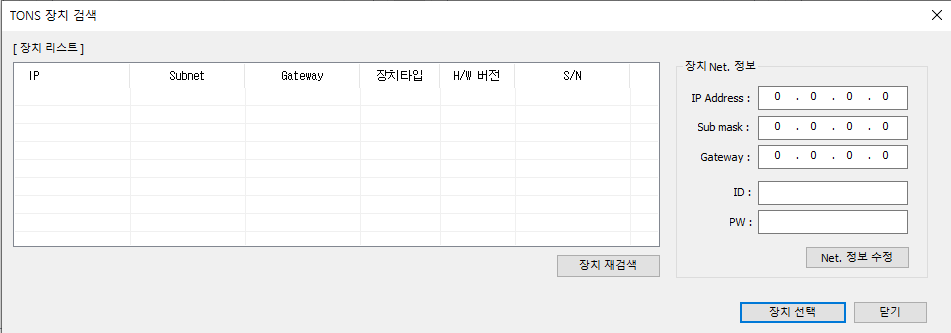 TONS 장치 검색
[ 장치 리스트 ]
IP Subnet Gateway 장치타입 H/W 버전 S/N
장치 재검색
장치 Net. 정보
IP Address : 0 . 0 . 0 . 0
Sub mask : 0 . 0 . 0 . 0
Gateway : 0 . 0 . 0 . 0
ID :
PW :
Net. 정보 수정
장치 선택 닫기